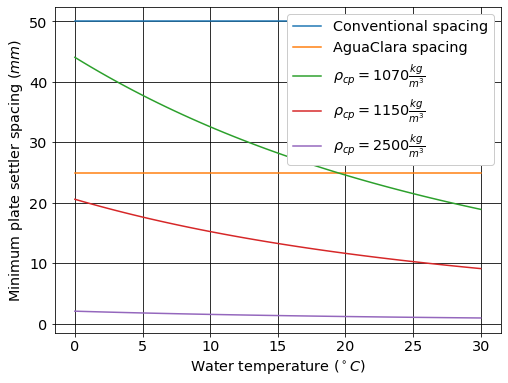 Minimum plate settler spacing (mm)
50
40
30
20
10
0
Conventional spacing
AguaClara spacing
ρcp = 1070 kg/m³
ρcp = 1150 kg/m³
ρcp = 2500 kg/m³
0 5 10 15 20 25 30
Water temperature (°C)